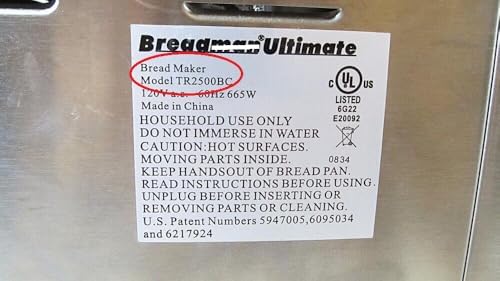 Breadman®Ultimate
Bread Maker
Model TR2500BC
120V a.c. 60Hz 665W
Made in China
C UL US
LISTED
6G22
E20092
HOUSEHOLD USE ONLY
DO NOT IMMERSE IN WATER
CAUTION:HOT SURFACES.
MOVING PARTS INSIDE. 0834
KEEP HANDSOFF OF BREAD PAN.
READ INSTRUCTIONS BEFORE USING.
UNPLUG BEFORE INSERTING OR
REMOVING PARTS OR CLEANING.
U.S. Patent Numbers 5947005,6095034
and 6217924